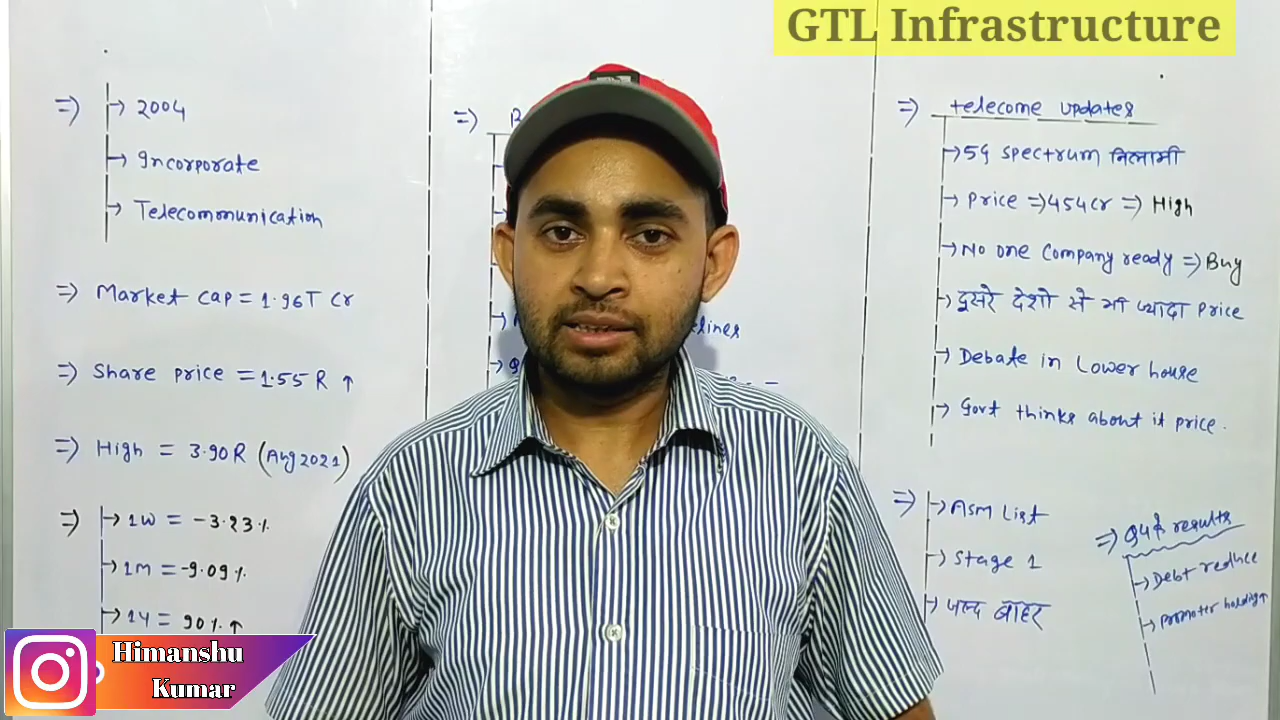 GTL Infrastructure
⇒ → 2004
→ Incorporate
→ Telecommunication
⇒ Market cap = 1.96T Cr
⇒ Share price = 1.55 R ↑
⇒ High = 3.90 R (Aug 2021)
⇒ → 1W = -3.23%
→ 1M = -9.09%
→ 1Y = 90% ↑
⇒ telecome updates
→ 5G spectrum निलामी
→ Price ⇒ 454cr ⇒ High
→ No one Company ready ⇒ Buy
→ दुसरे देशो से भी ज्यादा Price
→ Debate in Lower house
→ Govt thinks about it price.
⇒ → ASM List
→ Stage 1
→ जल्द बाहर
⇒ Q4 results
→ Debt reduce
→ Promoter holding ↑
Himanshu
Kumar